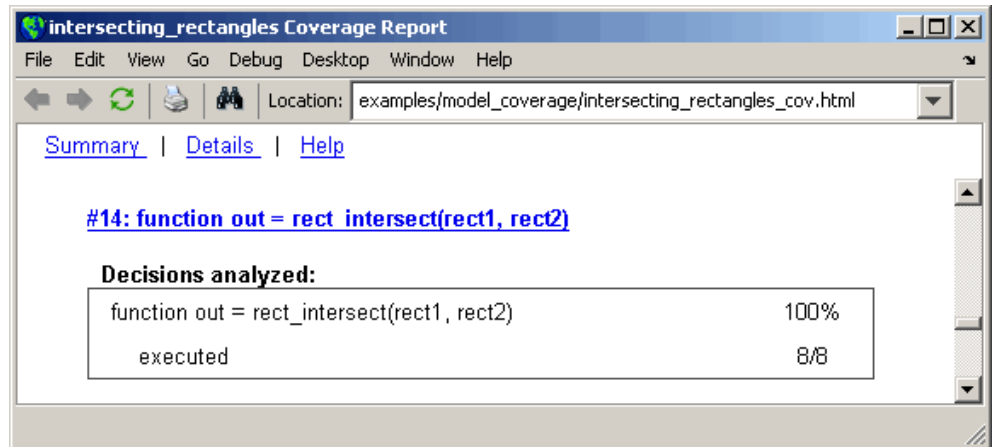 intersecting_rectangles Coverage Report
File Edit View Go Debug Desktop Window Help
Location: examples/model_coverage/intersecting_rectangles_cov.html
Summary | Details | Help
#14: function out = rect_intersect(rect1, rect2)
Decisions analyzed:
function out = rect_intersect(rect1, rect2) 100%
executed 8/8